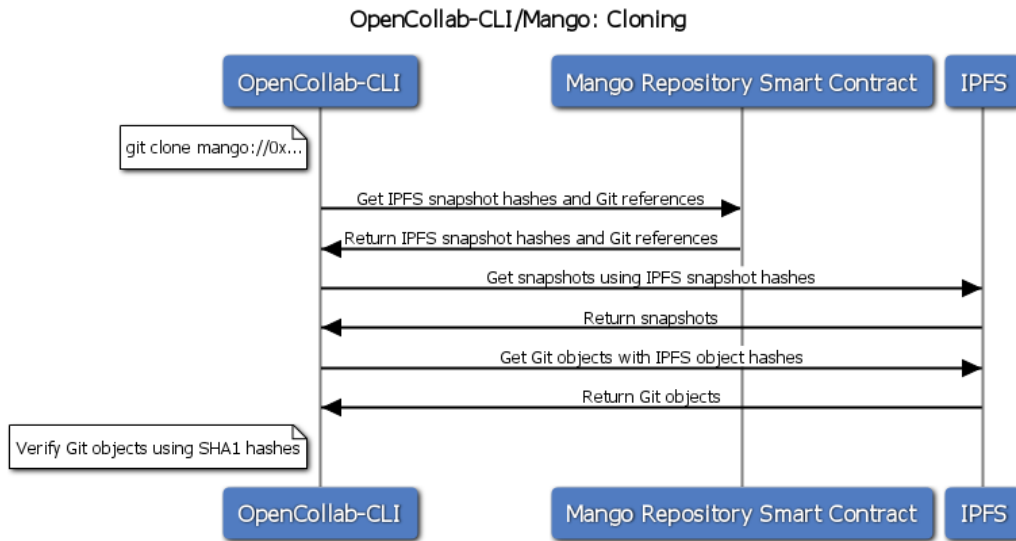 OpenCollab-CLI/Mango: Cloning
OpenCollab-CLI
Mango Repository Smart Contract
IPFS
git clone mango://0x...
Get IPFS snapshot hashes and Git references
Return IPFS snapshot hashes and Git references
Get snapshots using IPFS snapshot hashes
Return snapshots
Get Git objects with IPFS object hashes
Return Git objects
Verify Git objects using SHA1 hashes
OpenCollab-CLI
Mango Repository Smart Contract
IPFS